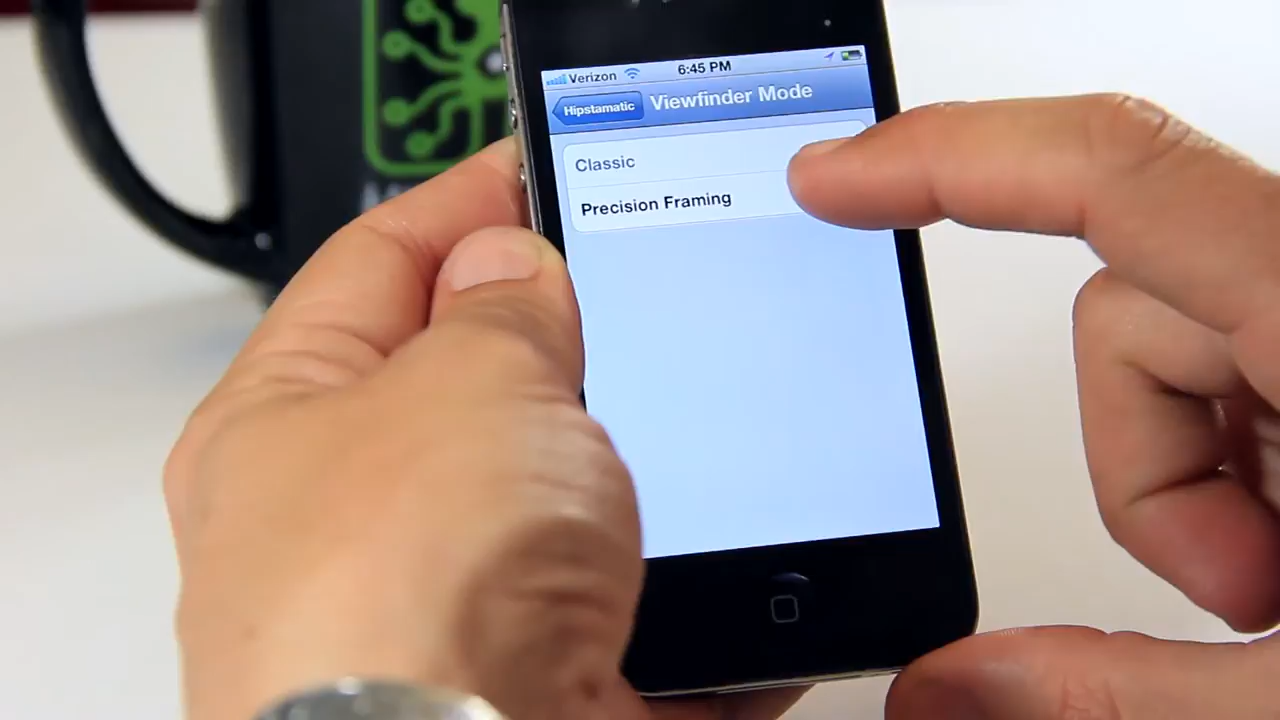 Verizon 6:45 PM
Hipstamatic Viewfinder Mode
Classic
Precision Framing